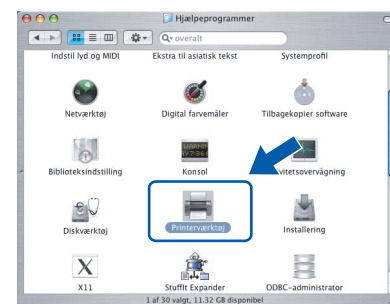 Hjælpeprogrammer
overalt
Indstil lyd og MIDI
Ekstra til asiatisk tekst
Systemprofil
Netværktøj
Digital farvemåler
Tilbagekopier software
Biblioteksindstilling
Konsol
vitetsovervågning
Diskværktøj
Printerværktøj
Installering
X11
StuffIt Expander
ODBC-administrator
1 af 30 valgt, 11.32 GB disponibel